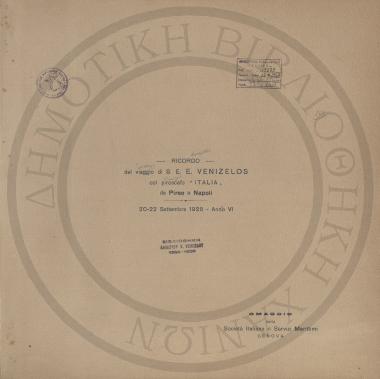 ΔΗΜΟΤΙΚΗ ΒΙΒΛΙΟΘΗΚΗ ΧΑΝΙΩΝ
— RICORDO —
del viaggio di S. E. E. VENIZELOS
col piroscafo "ITALIA"
da Pireo a Napoli
20-22 Settembre 1928 - Anno VI
ΒΙΒΛΙΟΘΗΚΗ
OMAGGIO
della
Società Italiana di Servizi Marittimi
GENOVA